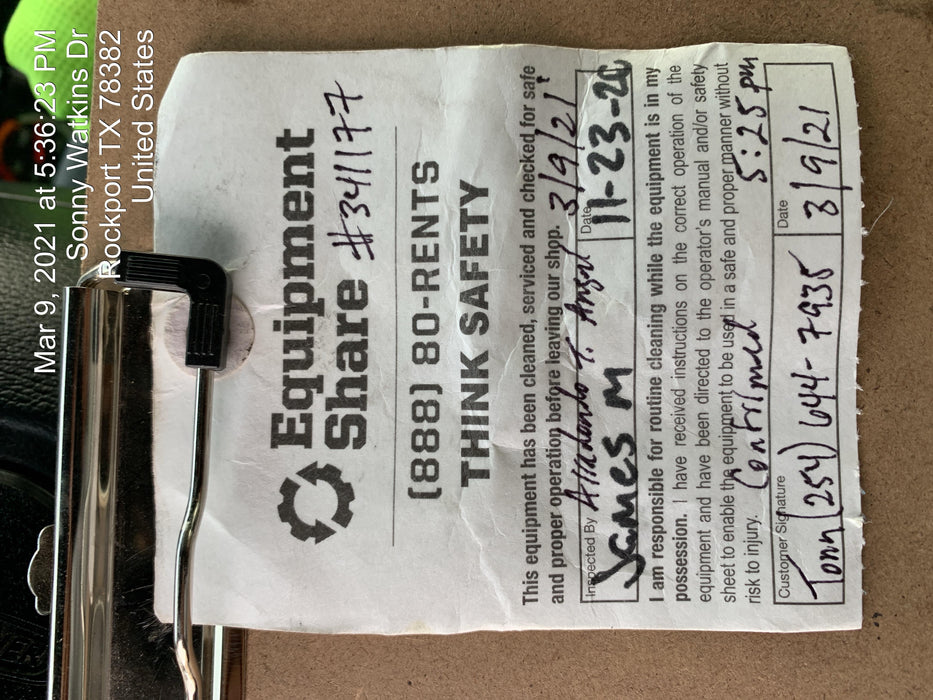 Mar 9, 2021 at 5:36:23 PM
Sonny Watkins Dr
Rockport TX 78382
United States
Equipment
Share
#341177
(888) 80-RENTS
THINK SAFETY
This equipment has been cleaned, serviced and checked for safe
and proper operation before leaving our shop. 3/9/21
Inspected By
Date
James M 11-23-20
I am responsible for routine cleaning while the equipment is in my
possession. I have received instructions on the correct operation of the
equipment and have been directed to the operator's manual and/or safety
sheet to enable the equipment to be used in a safe and proper manner without
risk to injury. Confirmed 5:25 pm
Customer Signature
Date
Tony (254) 644-7935 3/9/21